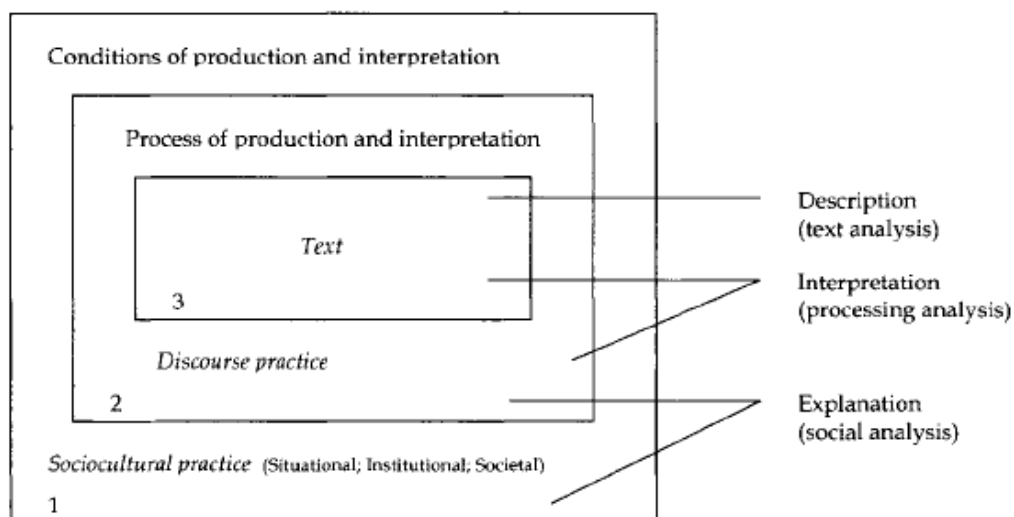 Conditions of production and interpretation
Process of production and interpretation
Text
3
Discourse practice
2
Sociocultural practice (Situational; Institutional; Societal)
1
Description
(text analysis)
Interpretation
(processing analysis)
Explanation
(social analysis)